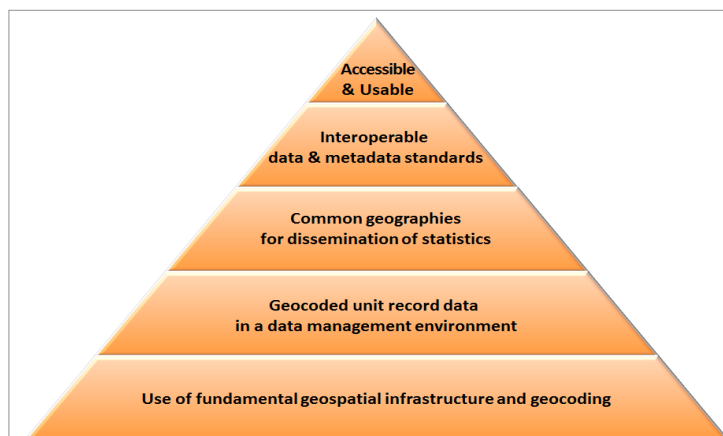 Accessible
& Usable
Interoperable
data & metadata standards
Common geographies
for dissemination of statistics
Geocoded unit record data
in a data management environment
Use of fundamental geospatial infrastructure and geocoding